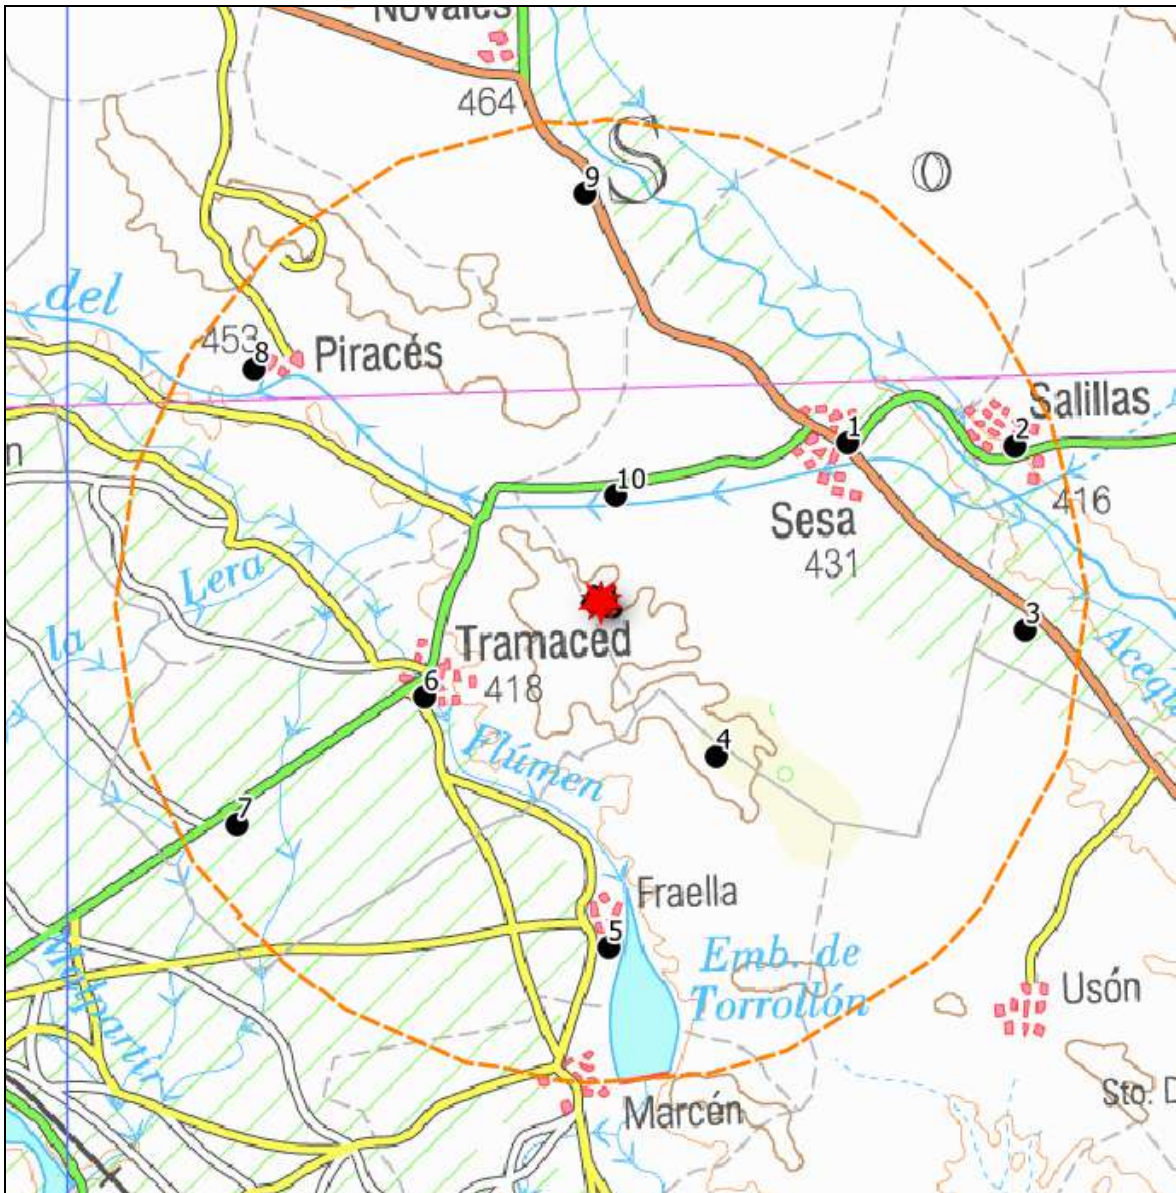 Novales
464
S
O
9
del
453
8
Piracés
Salillas
1
2
n
10
416
Sesa
431
Lera
la
3
Tramaced
6
418
Acequ
4
Flúmen
7
Fraella
5
Emb. de
Torrollón
Usón
Marcén
Sto. D